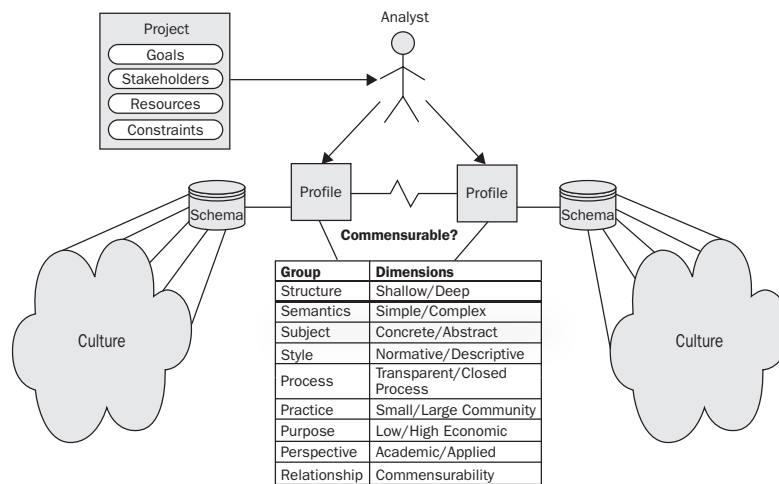 Project
Goals
Stakeholders
Resources
Constraints
Analyst
Profile
Profile
Schema
Schema
Commensurable?
Culture
Culture
Group Dimensions
Structure Shallow/Deep
Semantics Simple/Complex
Subject Concrete/Abstract
Style Normative/Descriptive
Process Transparent/Closed
Process
Practice Small/Large Community
Purpose Low/High Economic
Perspective Academic/Applied
Relationship Commensurability